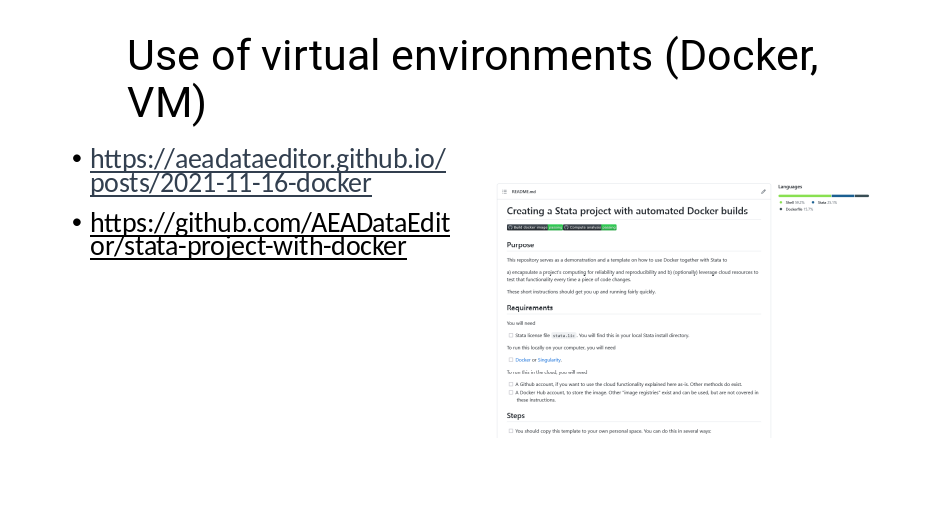 Use of virtual environments (Docker,
VM)
• https://aeadataeditor.github.io/
posts/2021-11-16-docker
• https://github.com/AEADataEdit
or/stata-project-with-docker
README.md
Creating a Stata project with automated Docker builds
Build docker image passing Compute analysis passing
Purpose
This repository serves as a demonstration and a template on how to use Docker together with Stata to
a) encapsulate a project's computing for reliability and reproducibility and b) (optionally) leverage cloud resources to
test that functionality every time a piece of code changes.
These short instructions should get you up and running fairly quickly.
Requirements
You will need
Stata license file stata.lic. You will find this in your local Stata install directory.
To run this locally on your computer, you will need
Docker or Singularity.
To run this in the cloud, you will need
A Github account, if you want to use the cloud functionality explained here as-is. Other methods do exist.
A Docker Hub account, to store the image. Other "image registries" exist and can be used, but are not covered in
these instructions.
Steps
You should copy this template to your own personal space. You can do this in several ways:
Languages
Shell Stata
Dockerfile